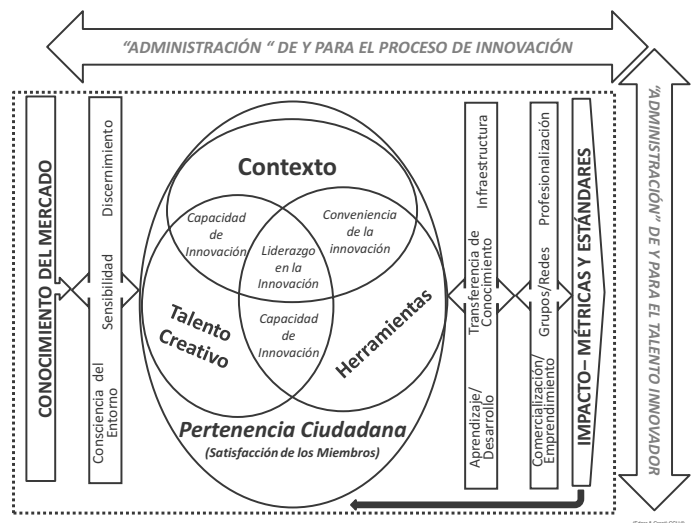 “ADMINISTRACIÓN “ DE Y PARA EL PROCESO DE INNOVACIÓN
“ADMINISTRACIÓN” DE Y PARA EL TALENTO INNOVADOR
CONOCIMIENTO DEL MERCADO
Discernimiento
Sensibilidad
Consciencia del
Entorno
Contexto
Capacidad
de
Innovación
Conveniencia
de la
innovación
Liderazgo
en la
Innovación
Talento
Creativo
Capacidad
de
Innovación
Herramientas
Pertenencia Ciudadana
(Satisfacción de los Miembros)
Infraestructura
Transferencia de
Conocimiento
Aprendizaje/
Desarrollo
Profesionalización
Grupos/Redes
Comercialización/
Emprendimiento
IMPACTO– MÉTRICAS Y ESTÁNDARES